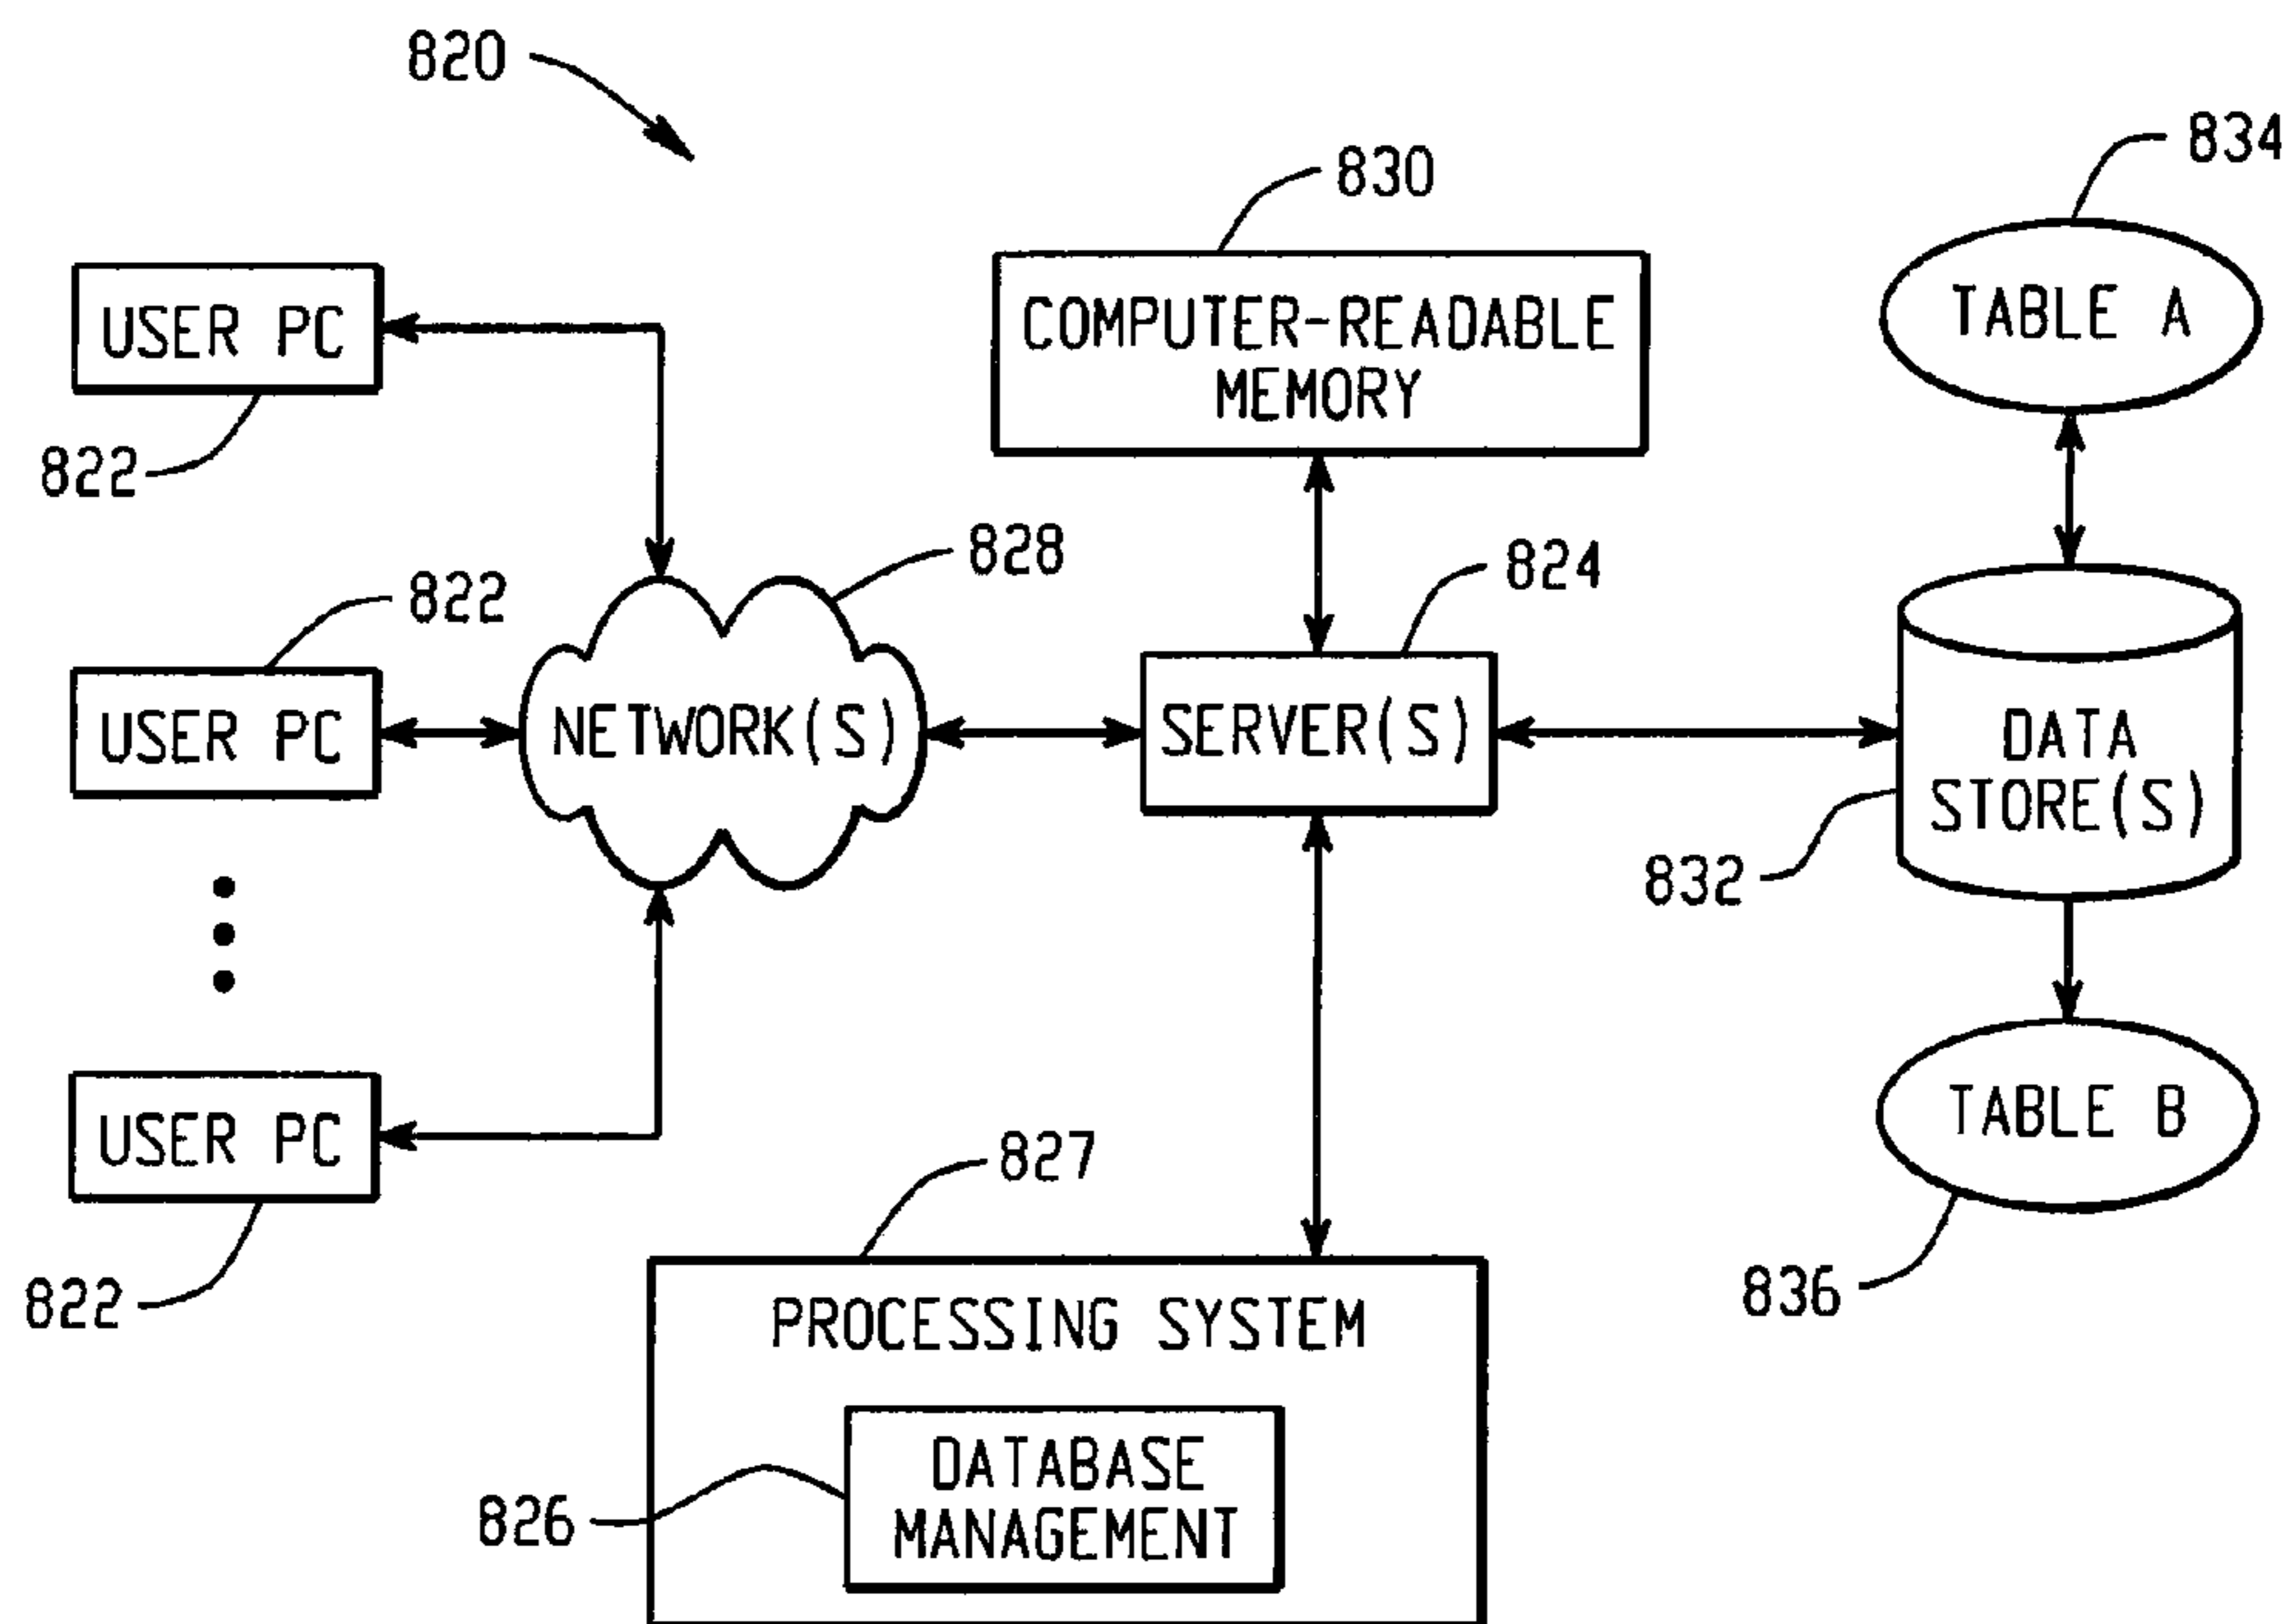 820
834
830
USER PC
COMPUTER-READABLE
MEMORY
TABLE A
822
828
824
822
USER PC
NETWORK(S)
SERVER(S)
DATA
STORE(S)
832
USER PC
822
827
TABLE B
836
PROCESSING SYSTEM
DATABASE
MANAGEMENT
826